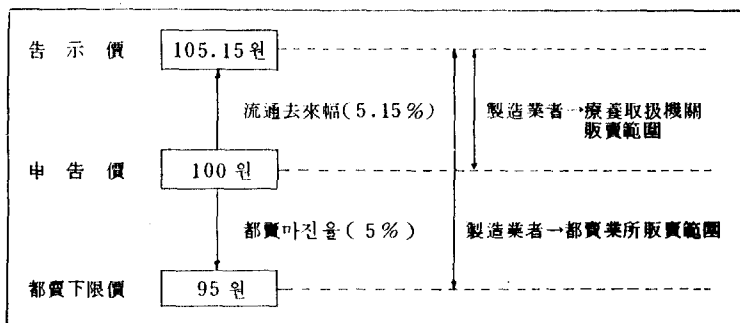 告示價 105.15원
流通去來幅(5.15%) 製造業者→療養取扱機關
販賣範圍
申告價 100원
都賣마진율(5%) 製造業者→都賣業所販賣範圍
都賣下限價 95원